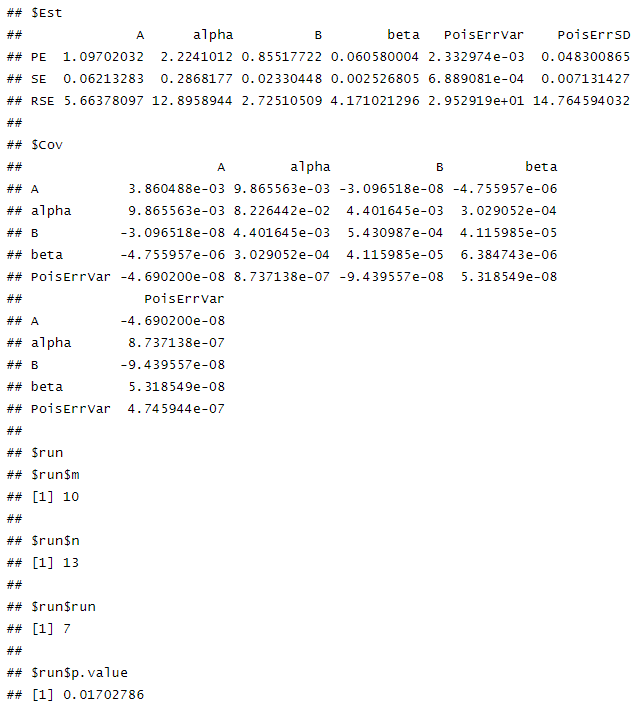 ## $Est
##              A      alpha          B        beta   PoisErrVar    PoisErrSD
## PE  1.09702032  2.2241012 0.85517722 0.060580004 2.332974e-03  0.048300865
## SE  0.06213283  0.2868177 0.02330448 0.002526805 6.889081e-04  0.007131427
## RSE 5.66378097 12.8958944 2.72510509 4.171021296 2.952919e+01 14.764594032
##
## $Cov
##                        A        alpha             B          beta
## A           3.860488e-03 9.865563e-03 -3.096518e-08 -4.755957e-06
## alpha       9.865563e-03 8.226442e-02  4.401645e-03  3.029052e-04
## B          -3.096518e-08 4.401645e-03  5.430987e-04  4.115985e-05
## beta       -4.755957e-06 3.029052e-04  4.115985e-05  6.384743e-06
## PoisErrVar -4.690200e-08 8.737138e-07 -9.439557e-08  5.318549e-08
##               PoisErrVar
## A          -4.690200e-08
## alpha       8.737138e-07
## B          -9.439557e-08
## beta        5.318549e-08
## PoisErrVar  4.745944e-07
##
## $run
## $run$m
## [1] 10
##
## $run$n
## [1] 13
##
## $run$run
## [1] 7
##
## $run$p.value
## [1] 0.01702786